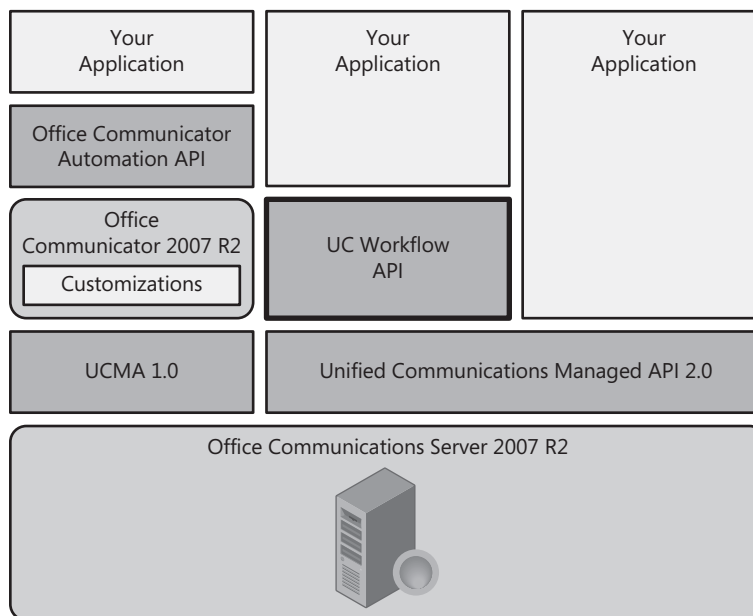 Your
Application
Your
Application
Your
Application
Office Communicator
Automation API
Office
Communicator 2007 R2
Customizations
UC Workflow
API
UCMA 1.0
Unified Communications Managed API 2.0
Office Communications Server 2007 R2